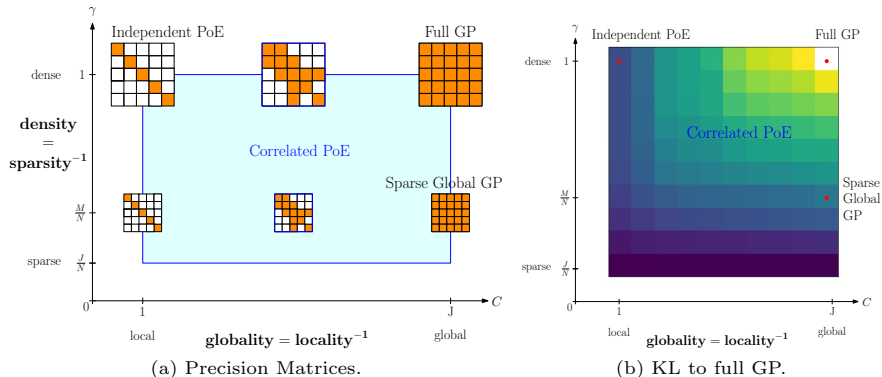 γ
Independent PoE
Full GP
dense
1
density
=
sparsity⁻¹
Correlated PoE
Sparse Global GP
M/N
sparse
J/N
0
1
J
C
local
global
globality = locality⁻¹
(a) Precision Matrices.
γ
Independent PoE
Full GP
dense
1
Correlated PoE
Sparse
Global
GP
M/N
sparse
J/N
0
1
J
C
local
global
globality = locality⁻¹
(b) KL to full GP.